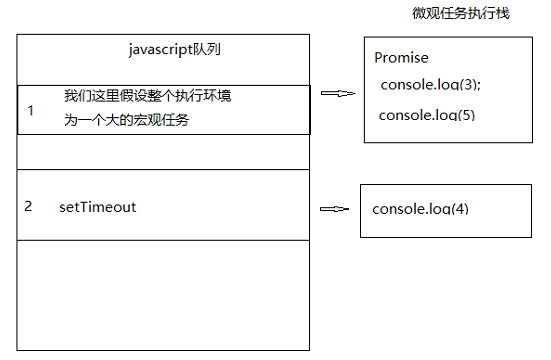 微观任务执行栈
javascript队列
1
我们这里假设整个执行环境
为一个大的宏观任务
Promise
console.log(3);
console.log(5)
2
setTimeout
console.log(4)